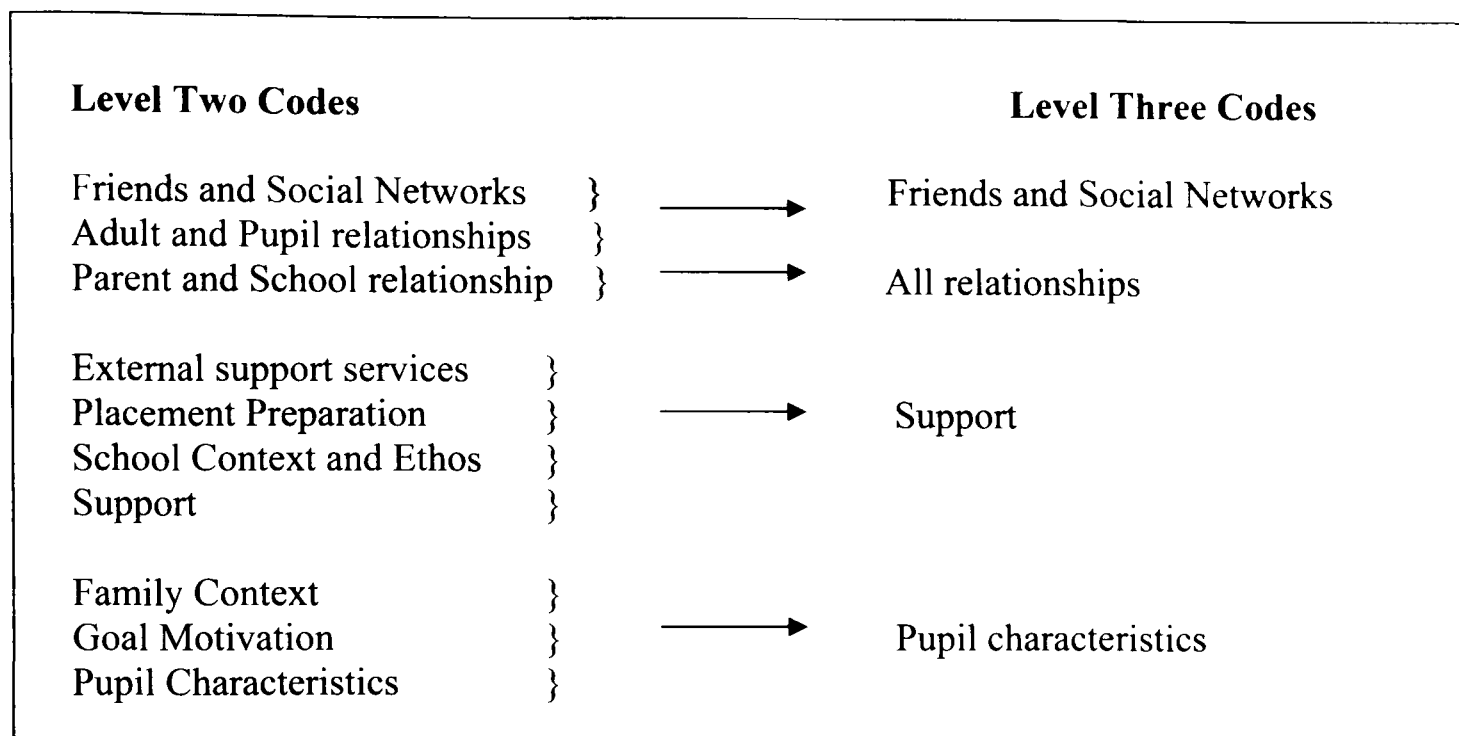 Level Two Codes Level Three Codes
Friends and Social Networks } Friends and Social Networks
Adult and Pupil relationships }
Parent and School relationship } All relationships
External support services }
Placement Preparation } Support
School Context and Ethos }
Support }
Family Context }
Goal Motivation } Pupil characteristics
Pupil Characteristics }